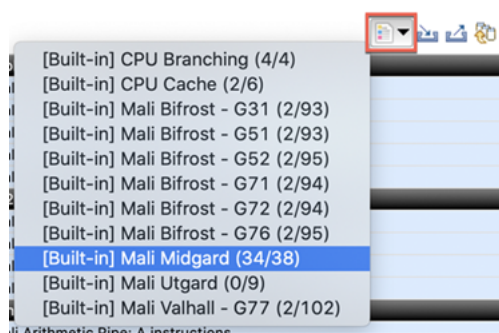 [Built-in] CPU Branching (4/4)
[Built-in] CPU Cache (2/6)
[Built-in] Mali Bifrost - G31 (2/93)
[Built-in] Mali Bifrost - G51 (2/93)
[Built-in] Mali Bifrost - G52 (2/95)
[Built-in] Mali Bifrost - G71 (2/94)
[Built-in] Mali Bifrost - G72 (2/94)
[Built-in] Mali Bifrost - G76 (2/95)
[Built-in] Mali Midgard (34/38)
[Built-in] Mali Utgard (0/9)
[Built-in] Mali Valhall - G77 (2/102)
Arithmetic Pipe: A instructions